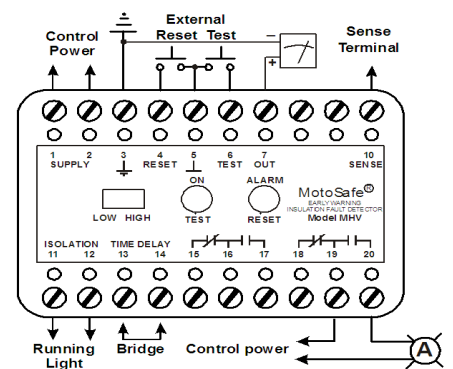 External
Reset Test
Control
Power
Sense
Terminal
−
+
1 2 3 4 5 6 7 10
SUPPLY RESET TEST OUT SENSE
ON
ALARM
LOW HIGH
TEST
RESET
MotoSafe®
EARLY WARNING
INSULATION FAULT DETECTOR
Model MHV
ISOLATION TIME DELAY
11 12 13 14 15 16 17 18 19 20
Running
Light
Bridge
Control power
A